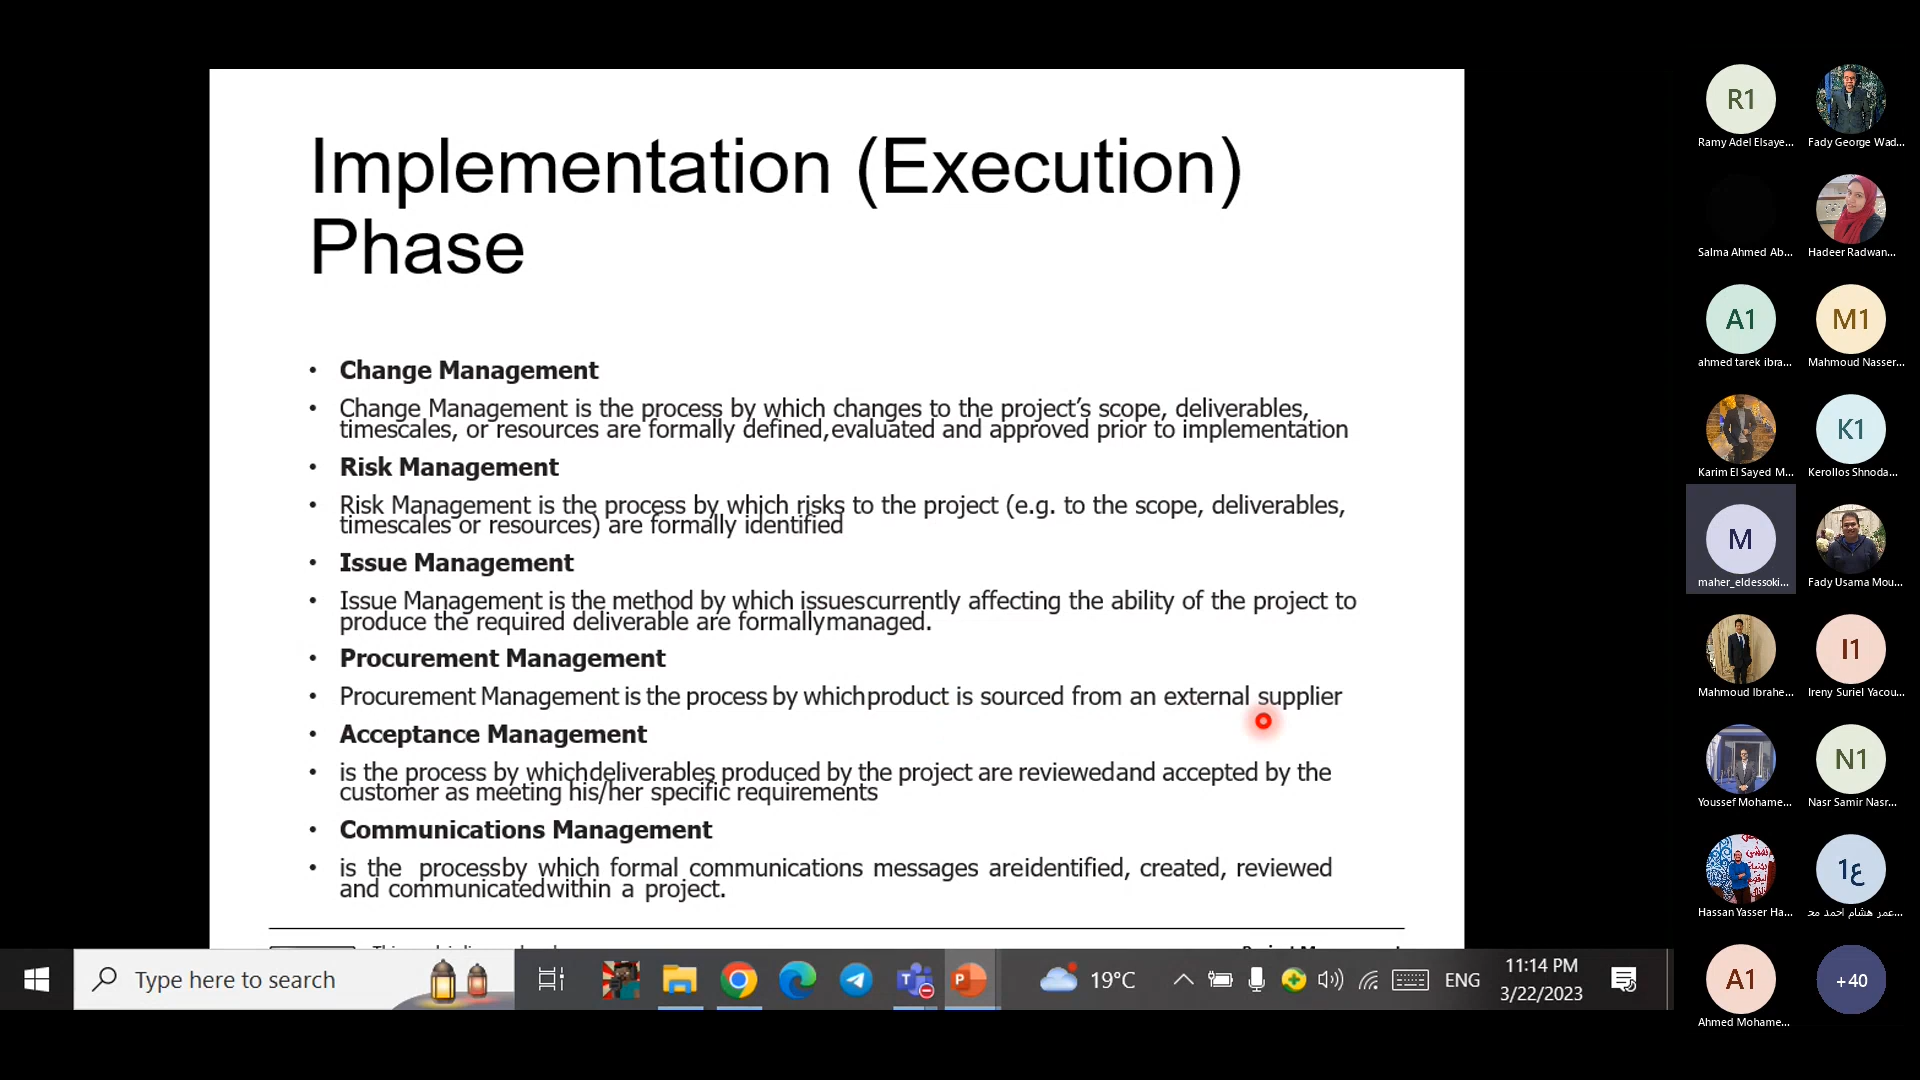 Implementation (Execution)
Phase
• Change Management
• Change Management is the process by which changes to the project’s scope, deliverables,
timescales, or resources are formally defined,evaluated and approved prior to implementation
• Risk Management
• Risk Management is the process by which risks to the project (e.g. to the scope, deliverables,
timescales or resources) are formally identified
• Issue Management
• Issue Management is the method by which issuescurrently affecting the ability of the project to
produce the required deliverable are formallymanaged.
• Procurement Management
• Procurement Management is the process by whichproduct is sourced from an external supplier
• Acceptance Management
• is the process by whichdeliverables produced by the project are reviewedand accepted by the
customer as meeting his/her specific requirements
• Communications Management
• is the processby which formal communications messages areidentified, created, reviewed
and communicatedwithin a project.
Type here to search
19°C
ENG
11:14 PM
3/22/2023
R1
Ramy Adel Elsaye...
Fady George Wad...
Salma Ahmed Ab...
Hadeer Radwan...
A1
ahmed tarek ibra...
M1
Mahmoud Nasser...
Karim El Sayed M...
K1
Kerollos Shnoda...
M
maher_eldessoki...
Fady Usama Mou...
Mahmoud Ibrahe...
I1
Ireny Suriel Yacou...
Youssef Mohame...
N1
Nasr Samir Nasr...
Hassan Yasser Ha...
ع1
عمر هشام احمد مح...
A1
Ahmed Mohame...
+40